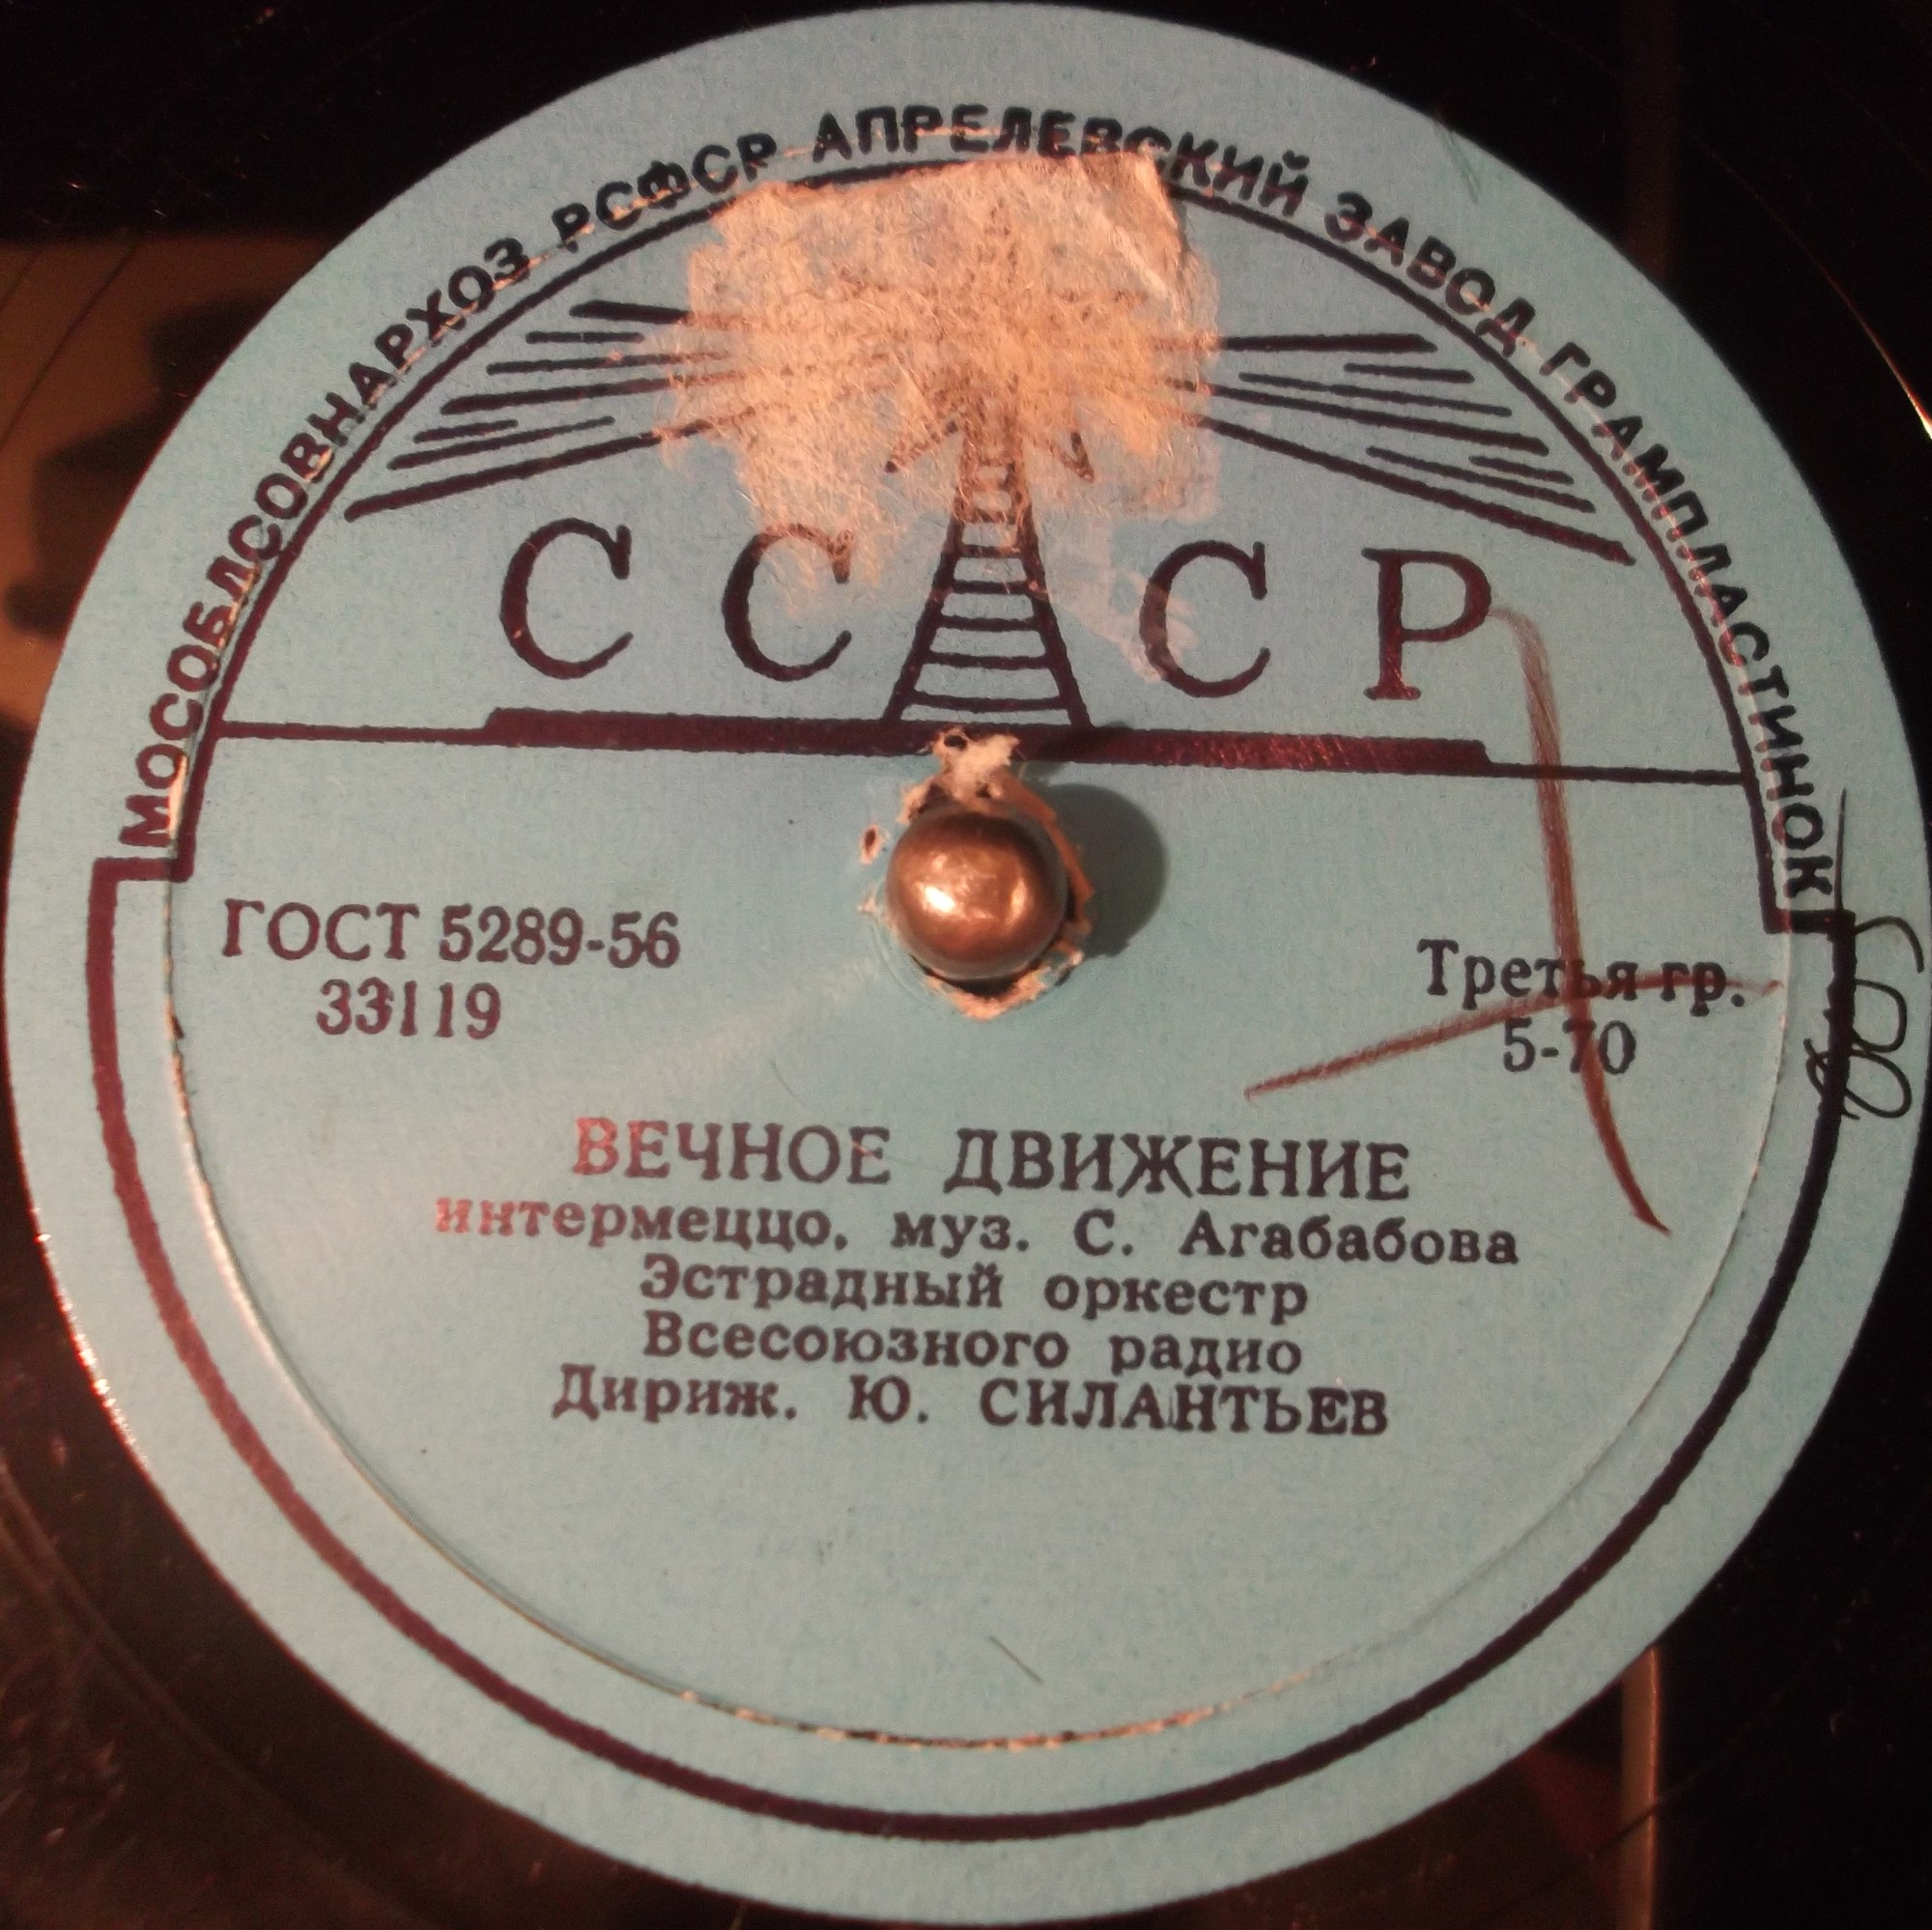 МОСОБЛСОВНАРХОЗ РСФСР АПРЕЛЕВСКИЙ ЗАВОД ГРАМПЛАСТИНОК
СССР
ГОСТ 5289-56
33119
Третья гр.
5-70
ВЕЧНОЕ ДВИЖЕНИЕ
интермеццо, муз. С. Агабабова
Эстрадный оркестр
Всесоюзного радио
Дириж. Ю. СИЛАНТЬЕВ